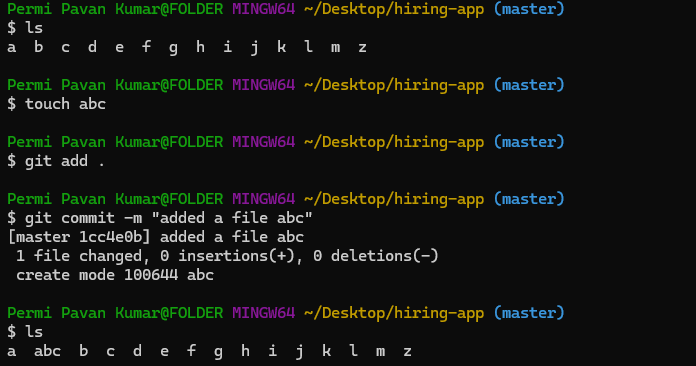 Permi Pavan Kumar@FOLDER MINGW64 ~/Desktop/hiring-app (master)
$ ls
a  b  c  d  e  f  g  h  i  j  k  l  m  z
Permi Pavan Kumar@FOLDER MINGW64 ~/Desktop/hiring-app (master)
$ touch abc
Permi Pavan Kumar@FOLDER MINGW64 ~/Desktop/hiring-app (master)
$ git add .
Permi Pavan Kumar@FOLDER MINGW64 ~/Desktop/hiring-app (master)
$ git commit -m "added a file abc"
[master 1cc4e0b] added a file abc
 1 file changed, 0 insertions(+), 0 deletions(-)
 create mode 100644 abc
Permi Pavan Kumar@FOLDER MINGW64 ~/Desktop/hiring-app (master)
$ ls
a  abc  b  c  d  e  f  g  h  i  j  k  l  m  z